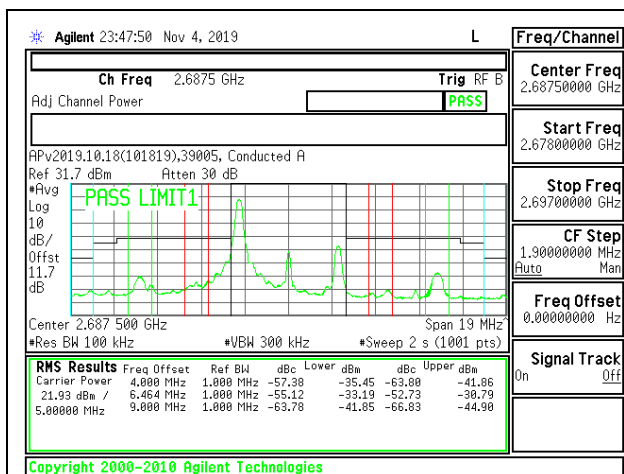 Agilent 23:47:50 Nov 4, 2019 L
Freq/Channel
Ch Freq 2.6875 GHz Trig RF B
Adj Channel Power PASS
APv2019.10.18(101819),39005, Conducted A
Ref 31.7 dBm Atten 30 dB
#Avg
Log
10
dB/
Offst
11.7
dB
PASS LIMIT1
Center 2.687 500 GHz Span 19 MHz^
#Res BW 100 kHz #VBW 300 kHz #Sweep 2 s (1001 pts)
RMS Results Freq Offset Ref BW dBc Lower dBm dBc Upper dBm
Carrier Power 4.000 MHz 1.000 MHz -57.38 -35.45 -63.80 -41.86
21.93 dBm / 6.464 MHz 1.000 MHz -55.12 -33.19 -52.73 -30.79
5.00000 MHz 9.000 MHz 1.000 MHz -63.78 -41.85 -66.83 -44.90
Center Freq
2.68750000 GHz
Start Freq
2.67800000 GHz
Stop Freq
2.69700000 GHz
CF Step
1.90000000 MHz
Auto Man
Freq Offset
0.00000000 Hz
Signal Track
On Off
Copyright 2000-2010 Agilent Technologies